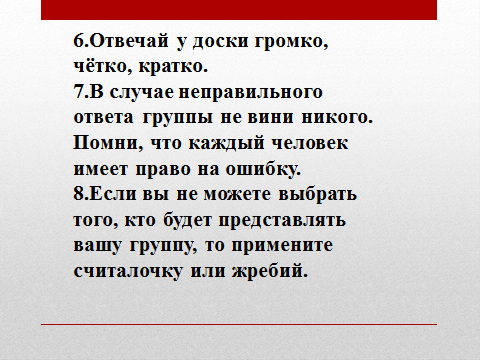 6.Отвечай у доски громко,
чётко, кратко.
7.В случае неправильного
ответа группы не вини никого.
Помни, что каждый человек
имеет право на ошибку.
8.Если вы не можете выбрать
того, кто будет представлять
вашу группу, то примените
считалочку или жребий.